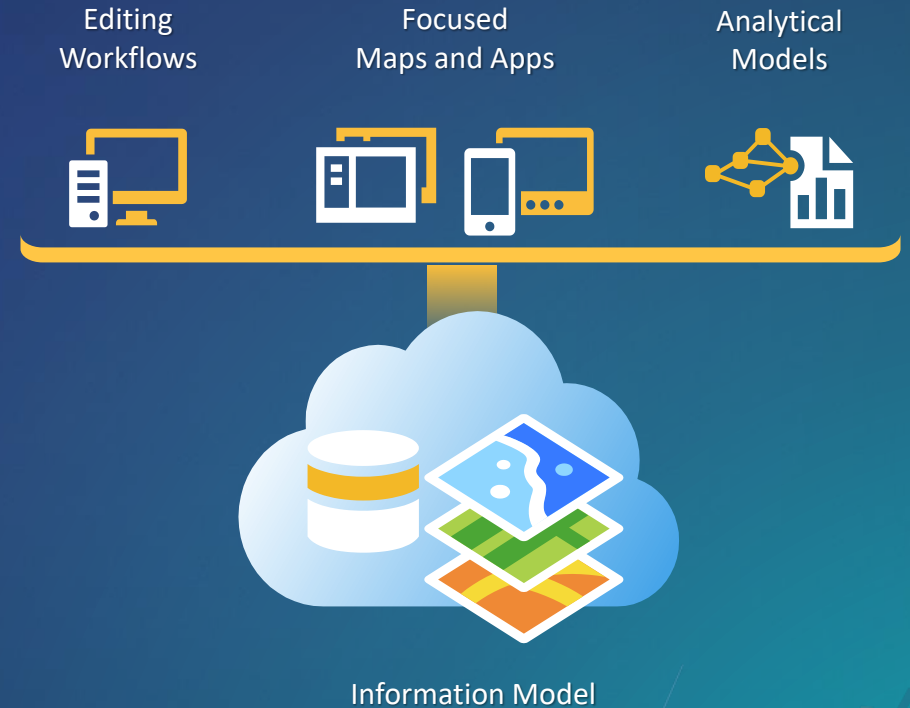 Editing
Workflows
Focused
Maps and Apps
Analytical
Models
Information Model